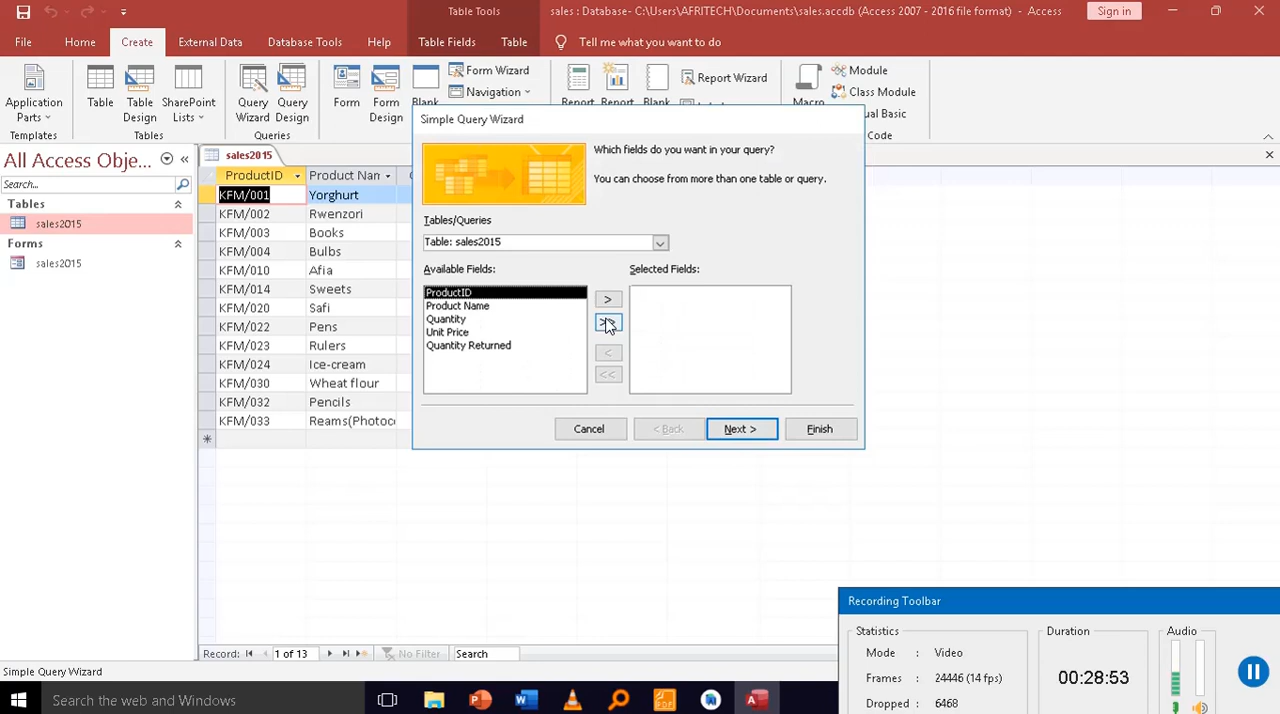 Table Tools
sales : Database- C:\Users\AFRITECH\Documents\sales.accdb (Access 2007 - 2016 file format) - Access
Sign in
File Home Create External Data Database Tools Help Table Fields Table Tell me what you want to do
Application Parts
Templates
Table
Table Design
SharePoint Lists
Tables
Query Wizard
Query Design
Queries
Form
Form Design
Blank
Form Wizard
Navigation
Report
Report
Blank
Report Wizard
Macro
Module
Class Module
Code
All Access Obje...
Search...
Tables
sales2015
Forms
sales2015
sales2015
ProductID Product Nan
KFM/001 Yorghurt
KFM/002 Rwenzori
KFM/003 Books
KFM/004 Bulbs
KFM/010 Afia
KFM/014 Sweets
KFM/020 Safi
KFM/022 Pens
KFM/023 Rulers
KFM/024 Ice-cream
KFM/030 Wheat flour
KFM/032 Pencils
KFM/033 Reams(Photoc
Simple Query Wizard
Which fields do you want in your query?
You can choose from more than one table or query.
Tables/Queries
Table: sales2015
Available Fields:
Selected Fields:
ProductID
Product Name
Quantity
Unit Price
Quantity Returned
>
<
<<
Cancel < Back Next > Finish
Record: 1 of 13 No Filter Search
Simple Query Wizard
Recording Toolbar
Statistics
Mode : Video
Frames : 24446 (14 fps)
Dropped : 6468
Duration
00:28:53
Audio
Search the web and Windows